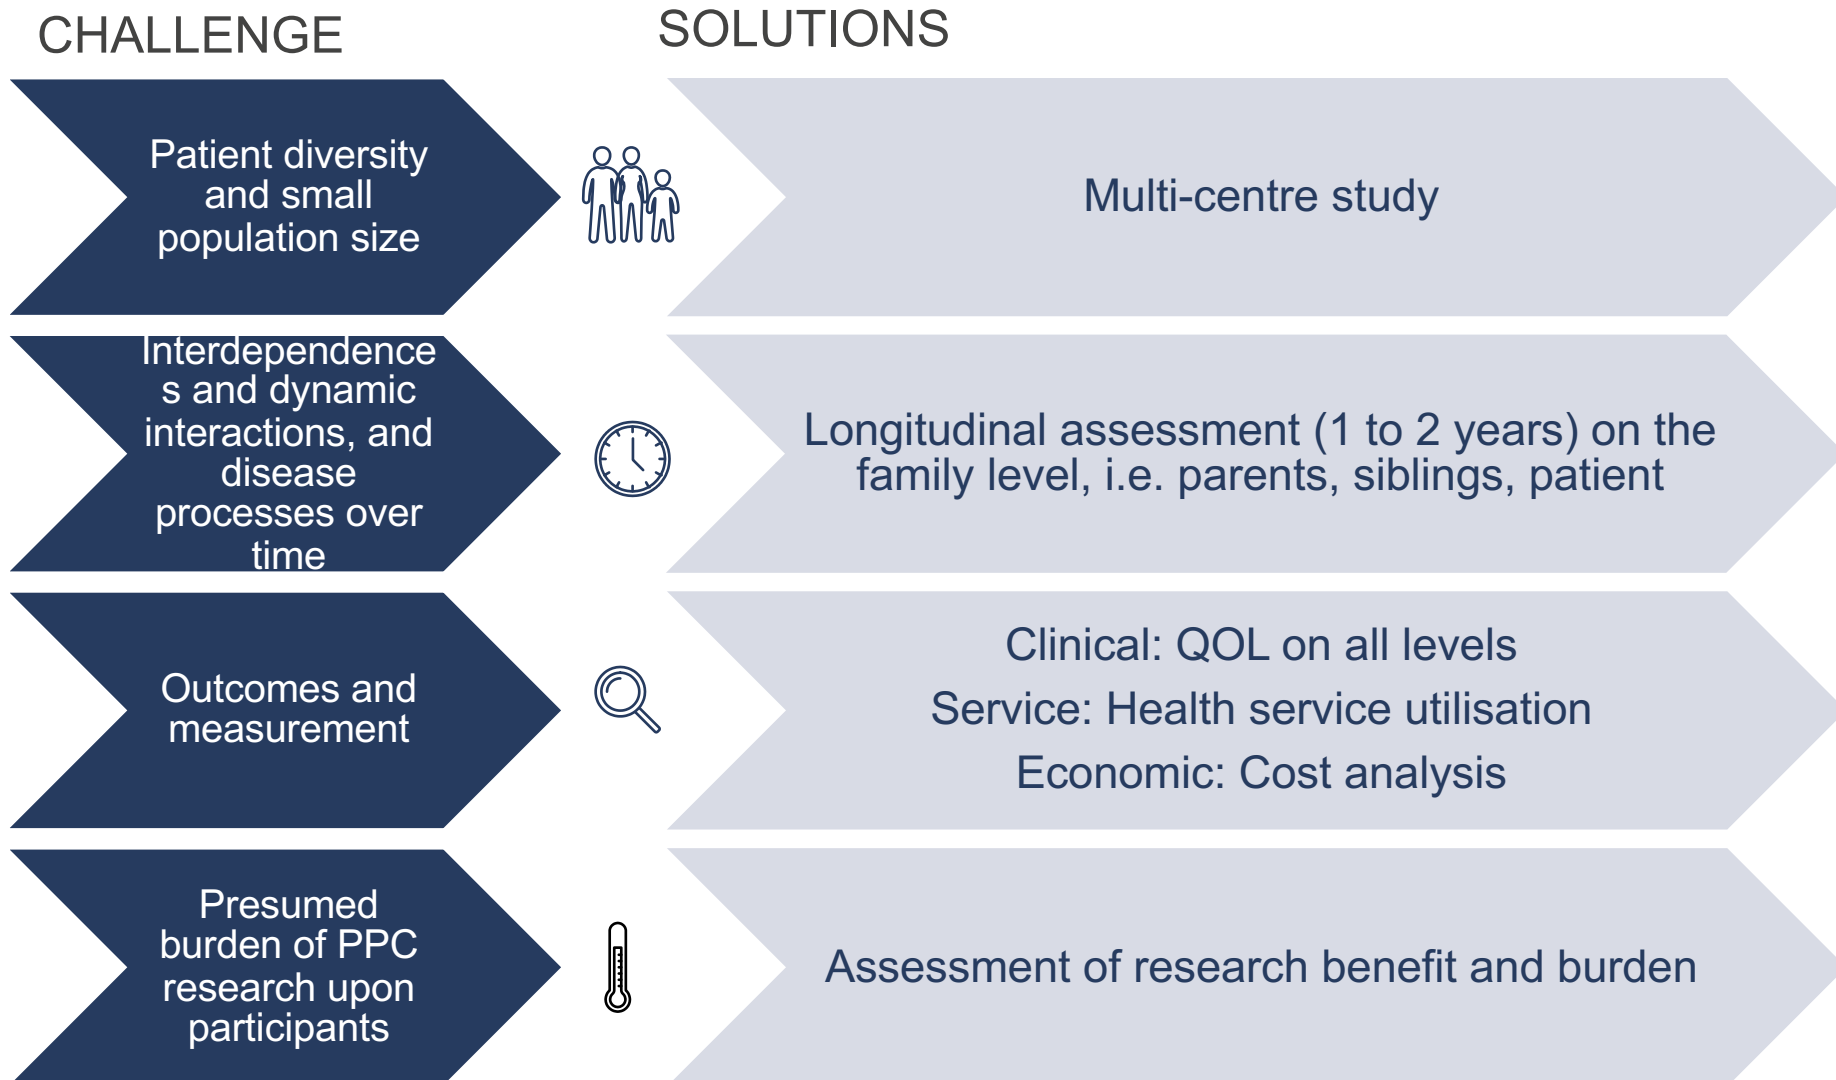 CHALLENGE
SOLUTIONS
Patient diversity
and small
population size
Multi-centre study
Interdependence
s and dynamic
interactions, and
disease
processes over
time
Longitudinal assessment (1 to 2 years) on the
family level, i.e. parents, siblings, patient
Outcomes and
measurement
Clinical: QOL on all levels
Service: Health service utilisation
Economic: Cost analysis
Presumed
burden of PPC
research upon
participants
Assessment of research benefit and burden